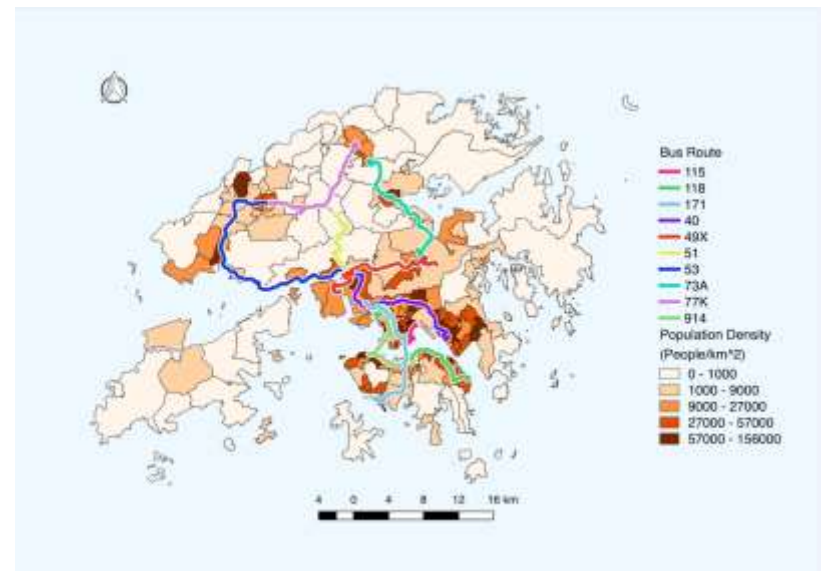 Bus Route
115
118
171
40
49X
51
53
73A
77K
914
Population Density
(People/km^2)
0 - 1000
1000 - 9000
9000 - 27000
27000 - 57000
57000 - 156000
4 0 4 8 12 16 km